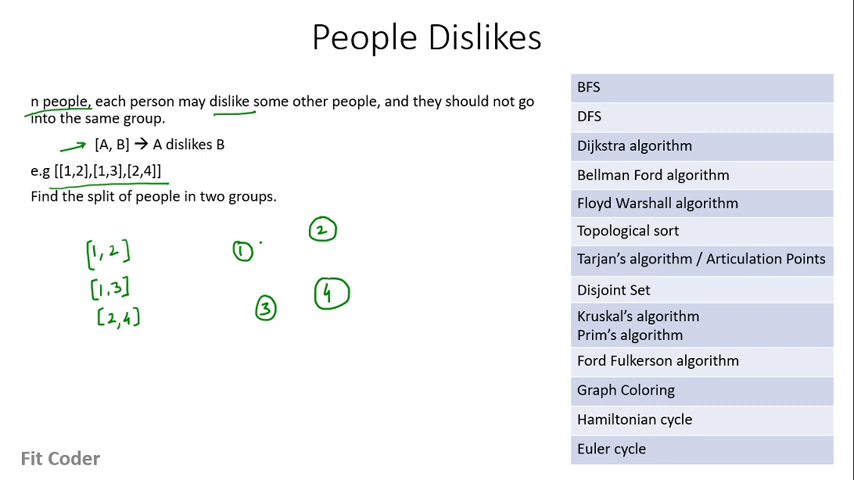 People Dislikes
n people, each person may dislike some other people, and they should not go
into the same group.
[A, B] → A dislikes B
e.g [[1,2],[1,3],[2,4]]
Find the split of people in two groups.
[1, 2]
[1,3]
[2,4]
1
2
3
4
BFS
DFS
Dijkstra algorithm
Bellman Ford algorithm
Floyd Warshall algorithm
Topological sort
Tarjan's algorithm / Articulation Points
Disjoint Set
Kruskal's algorithm
Prim's algorithm
Ford Fulkerson algorithm
Graph Coloring
Hamiltonian cycle
Euler cycle
Fit Coder